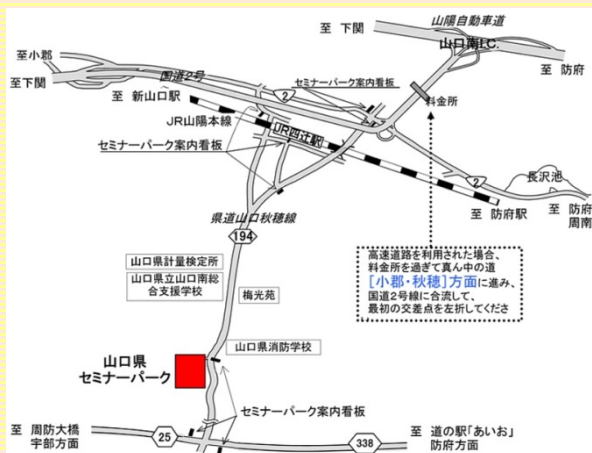 山陽自動車道
至 下関
山口南I.C.
至 防府
至小郡
至下関
国道2号
セミナーパーク案内看板
料金所
至 新山口駅
2
JR山陽本線
JR四辻駅
セミナーパーク案内看板
2
長沢池
至 防府駅
至 防府
周南
県道山口秋穂線
194
高速道路を利用された場合、
料金所を過ぎて真ん中の道
[小郡・秋穂]方面に進み、
国道2号線に合流して、
最初の交差点を左折してくださ
山口県計量検定所
山口県立山口南総
合支援学校
梅光苑
山口県消防学校
山口県
セミナーパーク
セミナーパーク案内看板
至 周防大橋
宇部方面
25
338
至 道の駅「あいお」
防府方面